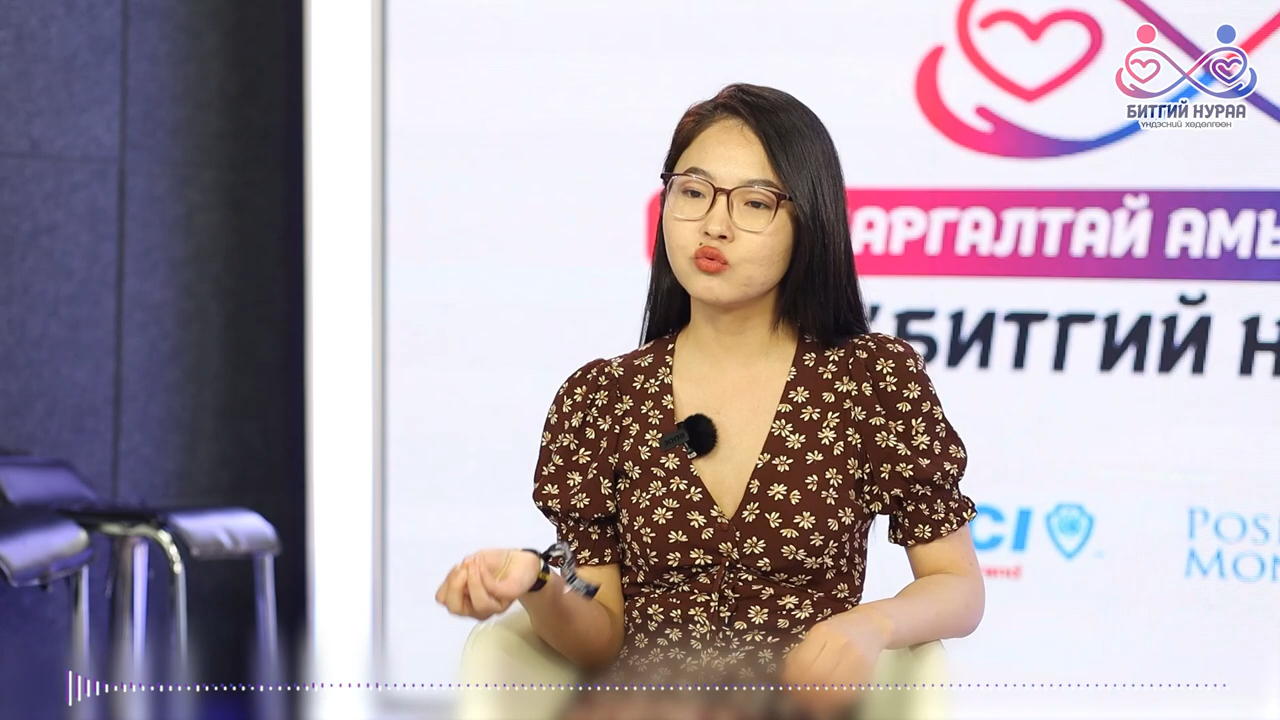 БИТГИЙ НУРАА
ҮНДЭСНИЙ ХӨДӨЛГӨӨН
АРГАЛТАЙ АМЬ
"БИТГИЙ Н
CI
POS
MON